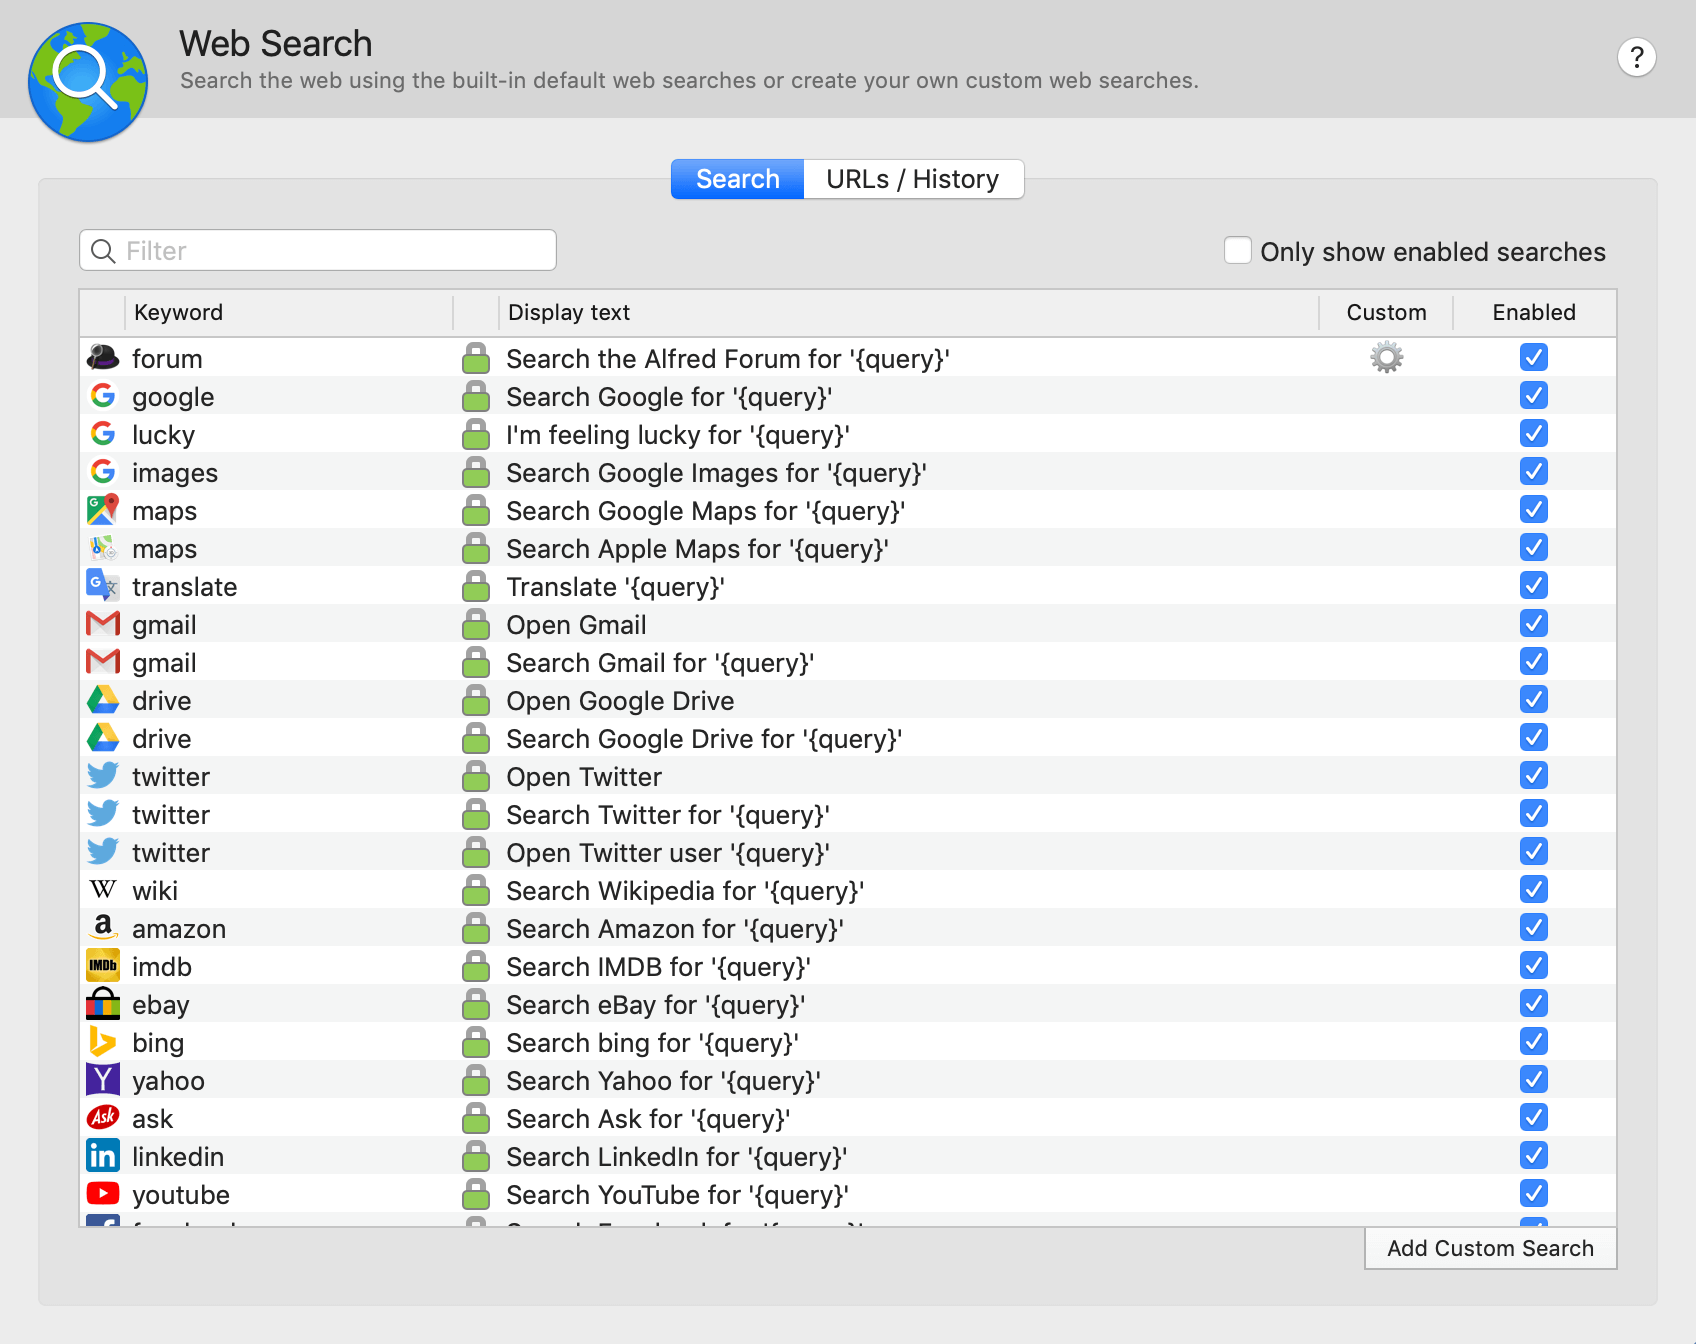 Web Search
Search the web using the built-in default web searches or create your own custom web searches.
?
Search URLs / History
Filter
Only show enabled searches
Keyword Display text Custom Enabled
forum Search the Alfred Forum for '{query}'
google Search Google for '{query}'
lucky I'm feeling lucky for '{query}'
images Search Google Images for '{query}'
maps Search Google Maps for '{query}'
maps Search Apple Maps for '{query}'
translate Translate '{query}'
gmail Open Gmail
gmail Search Gmail for '{query}'
drive Open Google Drive
drive Search Google Drive for '{query}'
twitter Open Twitter
twitter Search Twitter for '{query}'
twitter Open Twitter user '{query}'
W wiki Search Wikipedia for '{query}'
a amazon Search Amazon for '{query}'
IMDb imdb Search IMDB for '{query}'
ebay Search eBay for '{query}'
bing Search bing for '{query}'
Y yahoo Search Yahoo for '{query}'
Ask ask Search Ask for '{query}'
in linkedin Search LinkedIn for '{query}'
youtube Search YouTube for '{query}'
Add Custom Search